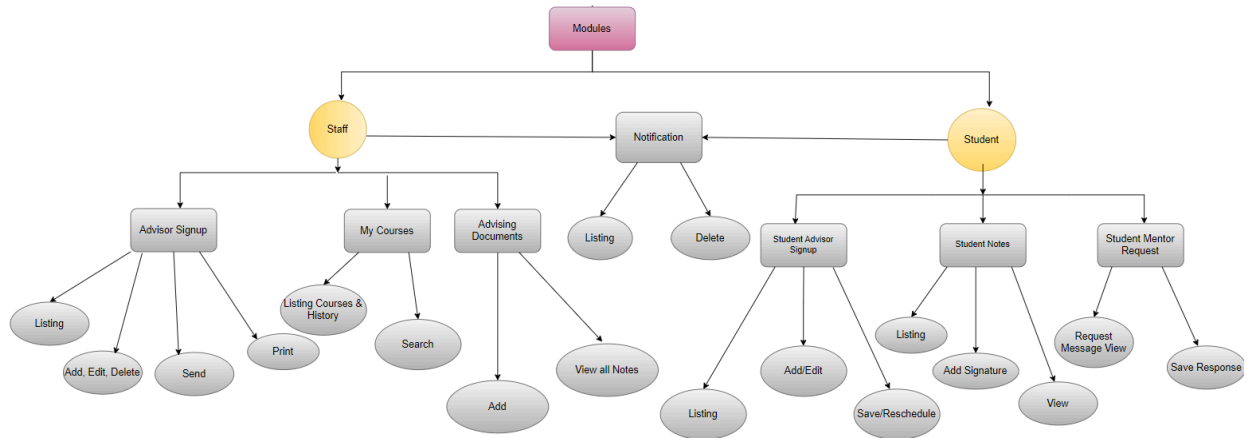 Modules
Staff
Notification
Student
Advisor Signup
My Courses
Advising
Documents
Listing
Delete
Student Advisor
Signup
Student Notes
Student Mentor
Request
Listing
Add, Edit, Delete
Send
Print
Listing Courses &
History
Search
Add
View all Notes
Listing
Add/Edit
Save/Reschedule
Listing
Add Signature
View
Request
Message View
Save Response